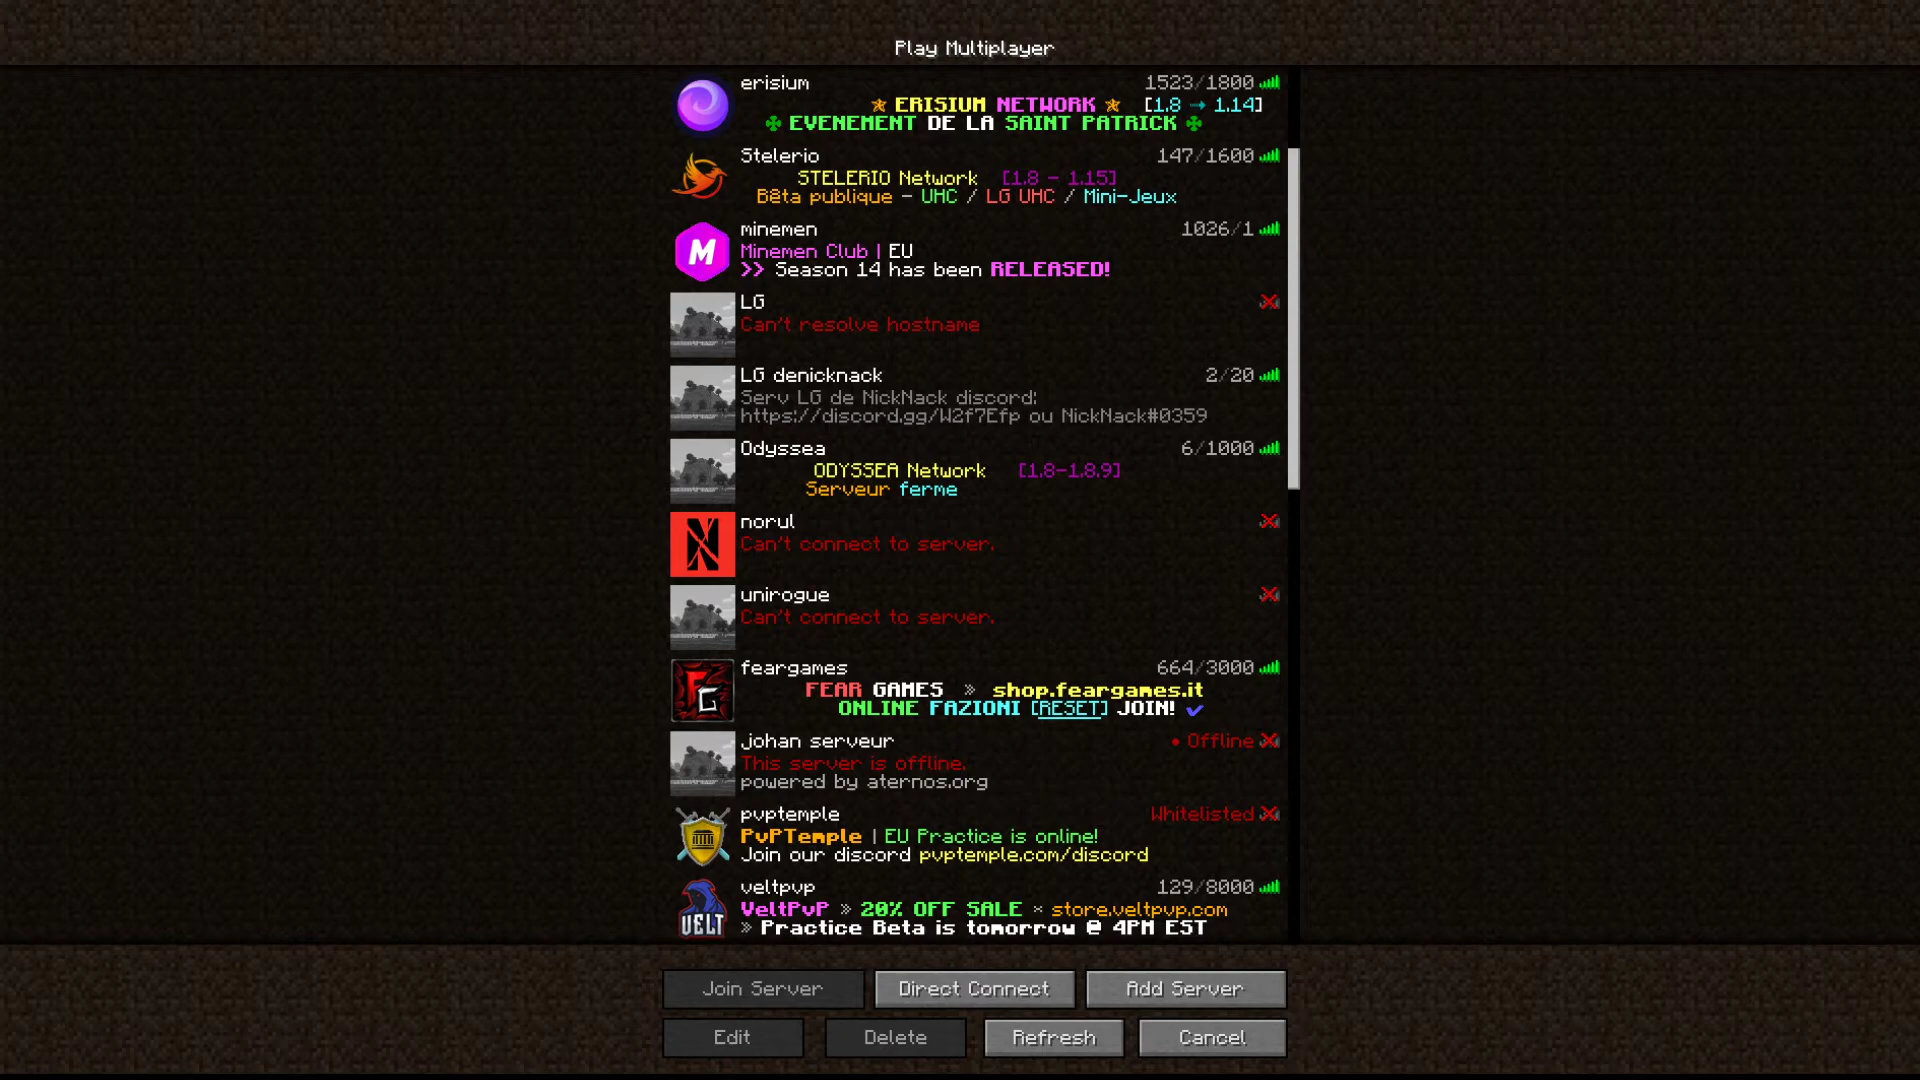 Play Multiplayer
erisium 1523/1800
ERISIUM NETWORK [1.8 → 1.14]
EVENEMENT DE LA SAINT PATRICK
Stelerio 147/1600
STELERIO Network [1.8 - 1.15]
Bêta publique - UHC / LG UHC / Mini-Jeux
minemen 1026/1
M
Minemen Club | EU
>> Season 14 has been RELEASED!
LG
Can't resolve hostname
LG denicknack 2/20
Serv LG de NickNack discord:
https://discord.gg/W2f7Efp ou NickNack#0359
Odyssea 6/1000
ODYSSEA Network [1.8-1.8.9]
Serveur ferme
norul
N
Can't connect to server.
unirogue
Can't connect to server.
feargames 664/3000
FG
FEAR GAMES » shop.feargames.it
ONLINE FAZIONI [RESET] JOIN! ✔
johan serveur • Offline
This server is offline.
powered by aternos.org
pvptemple Whitelisted
PvPTemple | EU Practice is online!
Join our discord pvptemple.com/discord
veltpvp 129/8000
VELT
VeltPvP » 20% OFF SALE × store.veltpvp.com
» Practice Beta is tomorrow @ 4PM EST
Join Server Direct Connect Add Server
Edit Delete Refresh Cancel